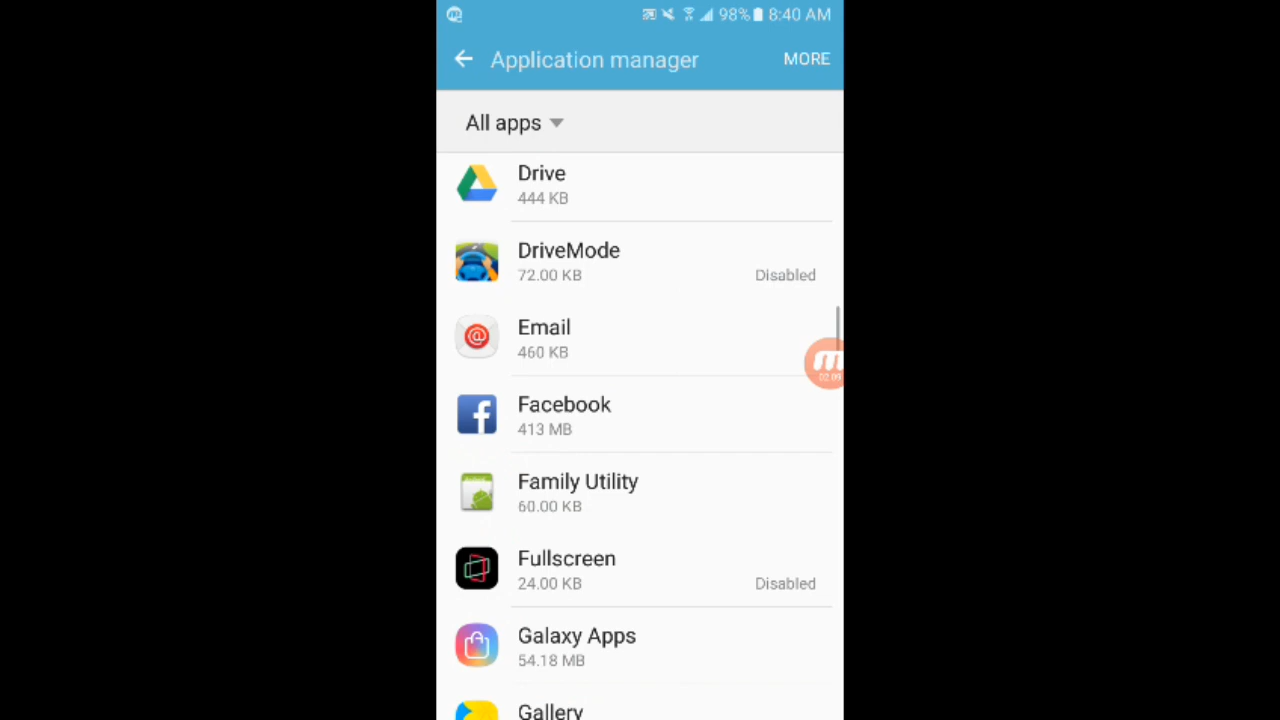 98% 8:40 AM
Application manager MORE
All apps
Drive
444 KB
DriveMode
72.00 KB Disabled
Email
460 KB
02:09
Facebook
413 MB
Family Utility
60.00 KB
Fullscreen
24.00 KB Disabled
Galaxy Apps
54.18 MB
Gallery